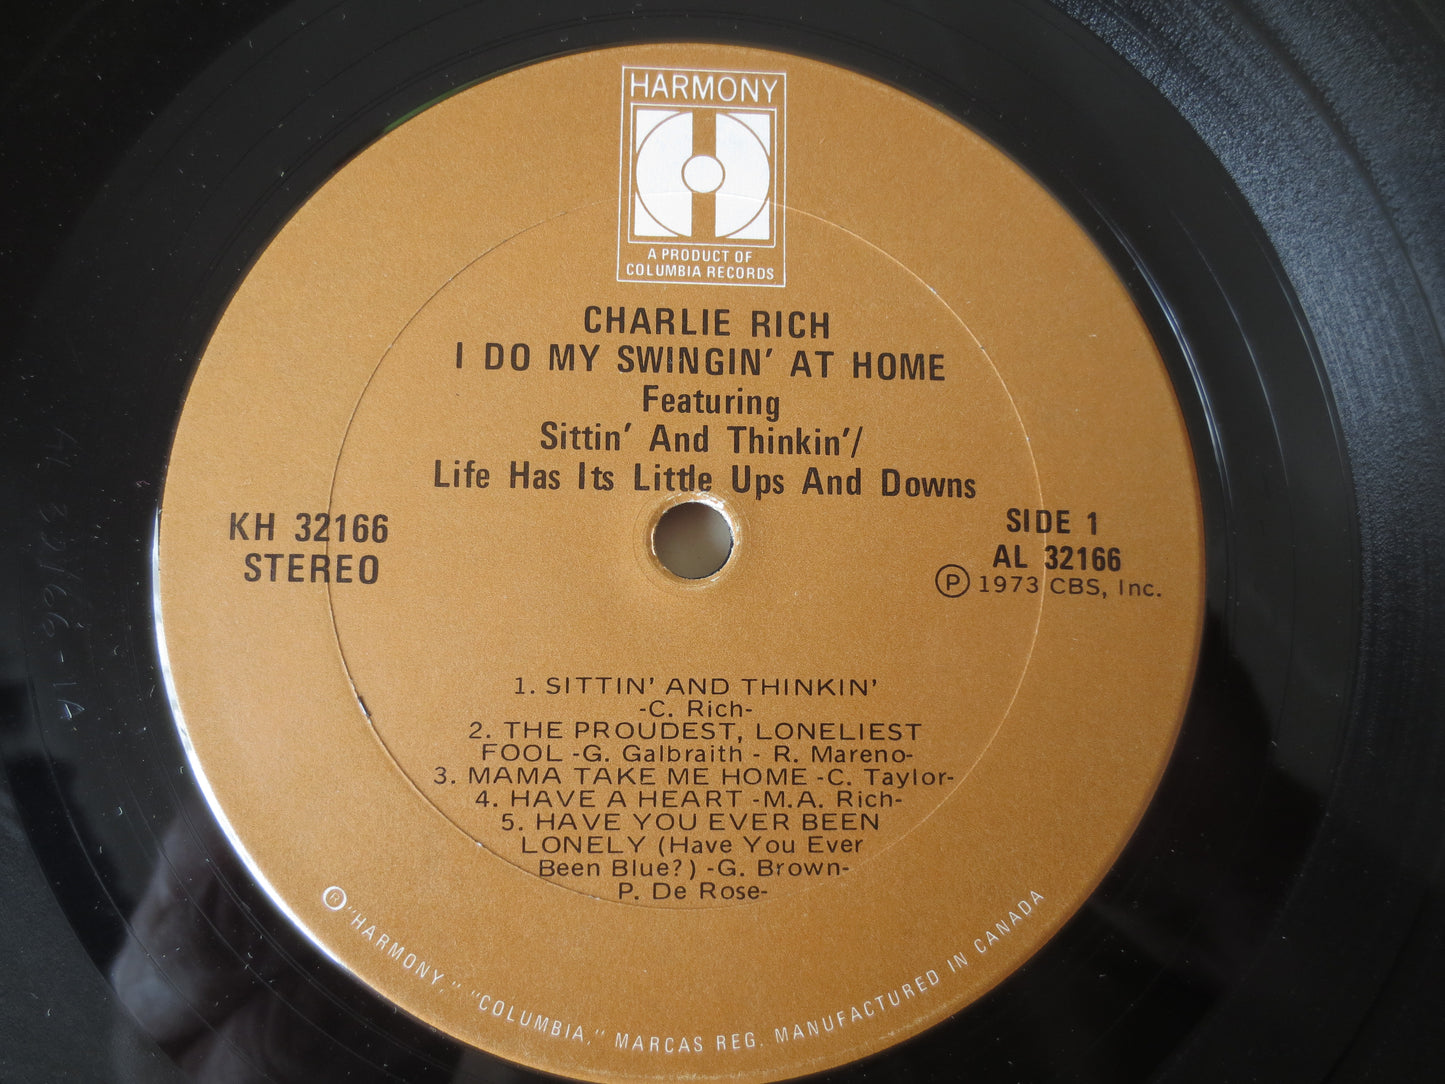 HARMONY
A PRODUCT OF
COLUMBIA RECORDS
CHARLIE RICH
I DO MY SWINGIN' AT HOME
Featuring
Sittin' And Thinkin'/
Life Has Its Little Ups And Downs
KH 32166
STEREO
SIDE 1
AL 32166
Ⓟ 1973 CBS, Inc.
1. SITTIN' AND THINKIN'
-C. Rich-
2. THE PROUDEST, LONELIEST
FOOL -G. Galbraith - R. Mareno-
3. MAMA TAKE ME HOME -C. Taylor-
4. HAVE A HEART -M.A. Rich-
5. HAVE YOU EVER BEEN
LONELY (Have You Ever
Been Blue?) -G. Brown-
P. De Rose-
® "HARMONY," "COLUMBIA," MARCAS REG. MANUFACTURED IN CANADA
AL 32166-1A